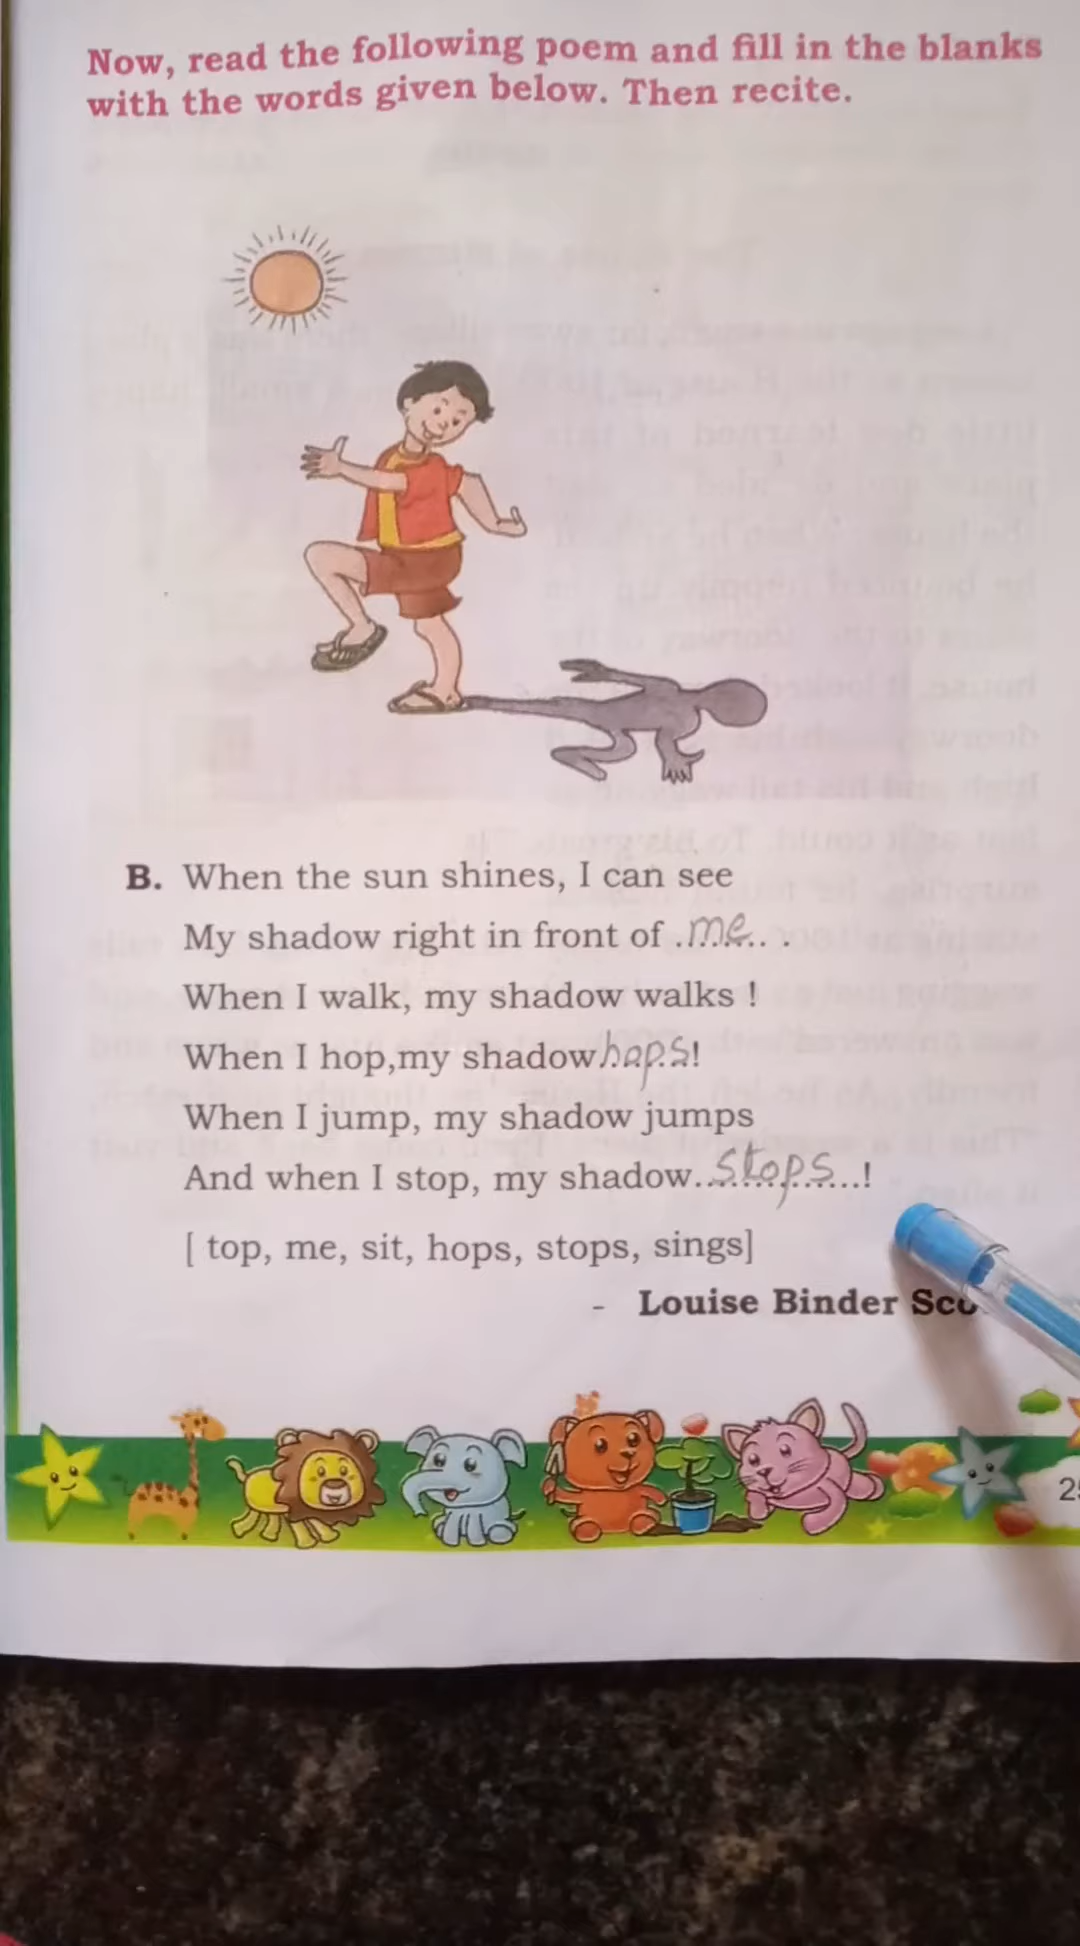 Now, read the following poem and fill in the blanks
with the words given below. Then recite.
B. When the sun shines, I can see
My shadow right in front of ..me.... .
When I walk, my shadow walks !
When I hop,my shadow hops!
When I jump, my shadow jumps
And when I stop, my shadow..stops...!
[ top, me, sit, hops, stops, sings]
- Louise Binder